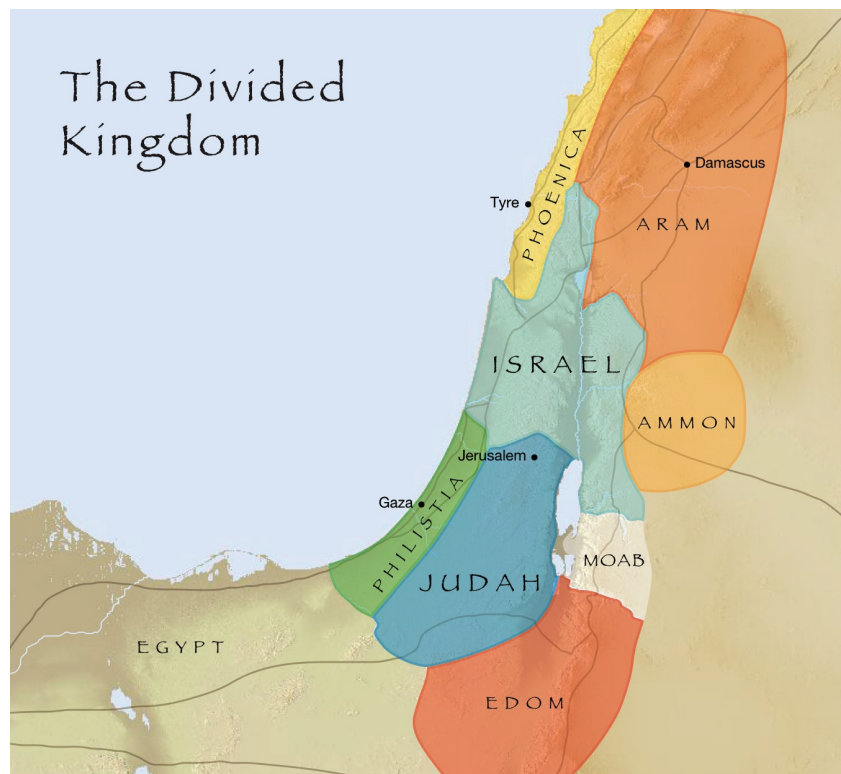 The Divided
Kingdom
Damascus
Tyre
PHOENICA
ARAM
ISRAEL
AMMON
Jerusalem
Gaza
PHILISTIA
MOAB
JUDAH
EGYPT
EDOM